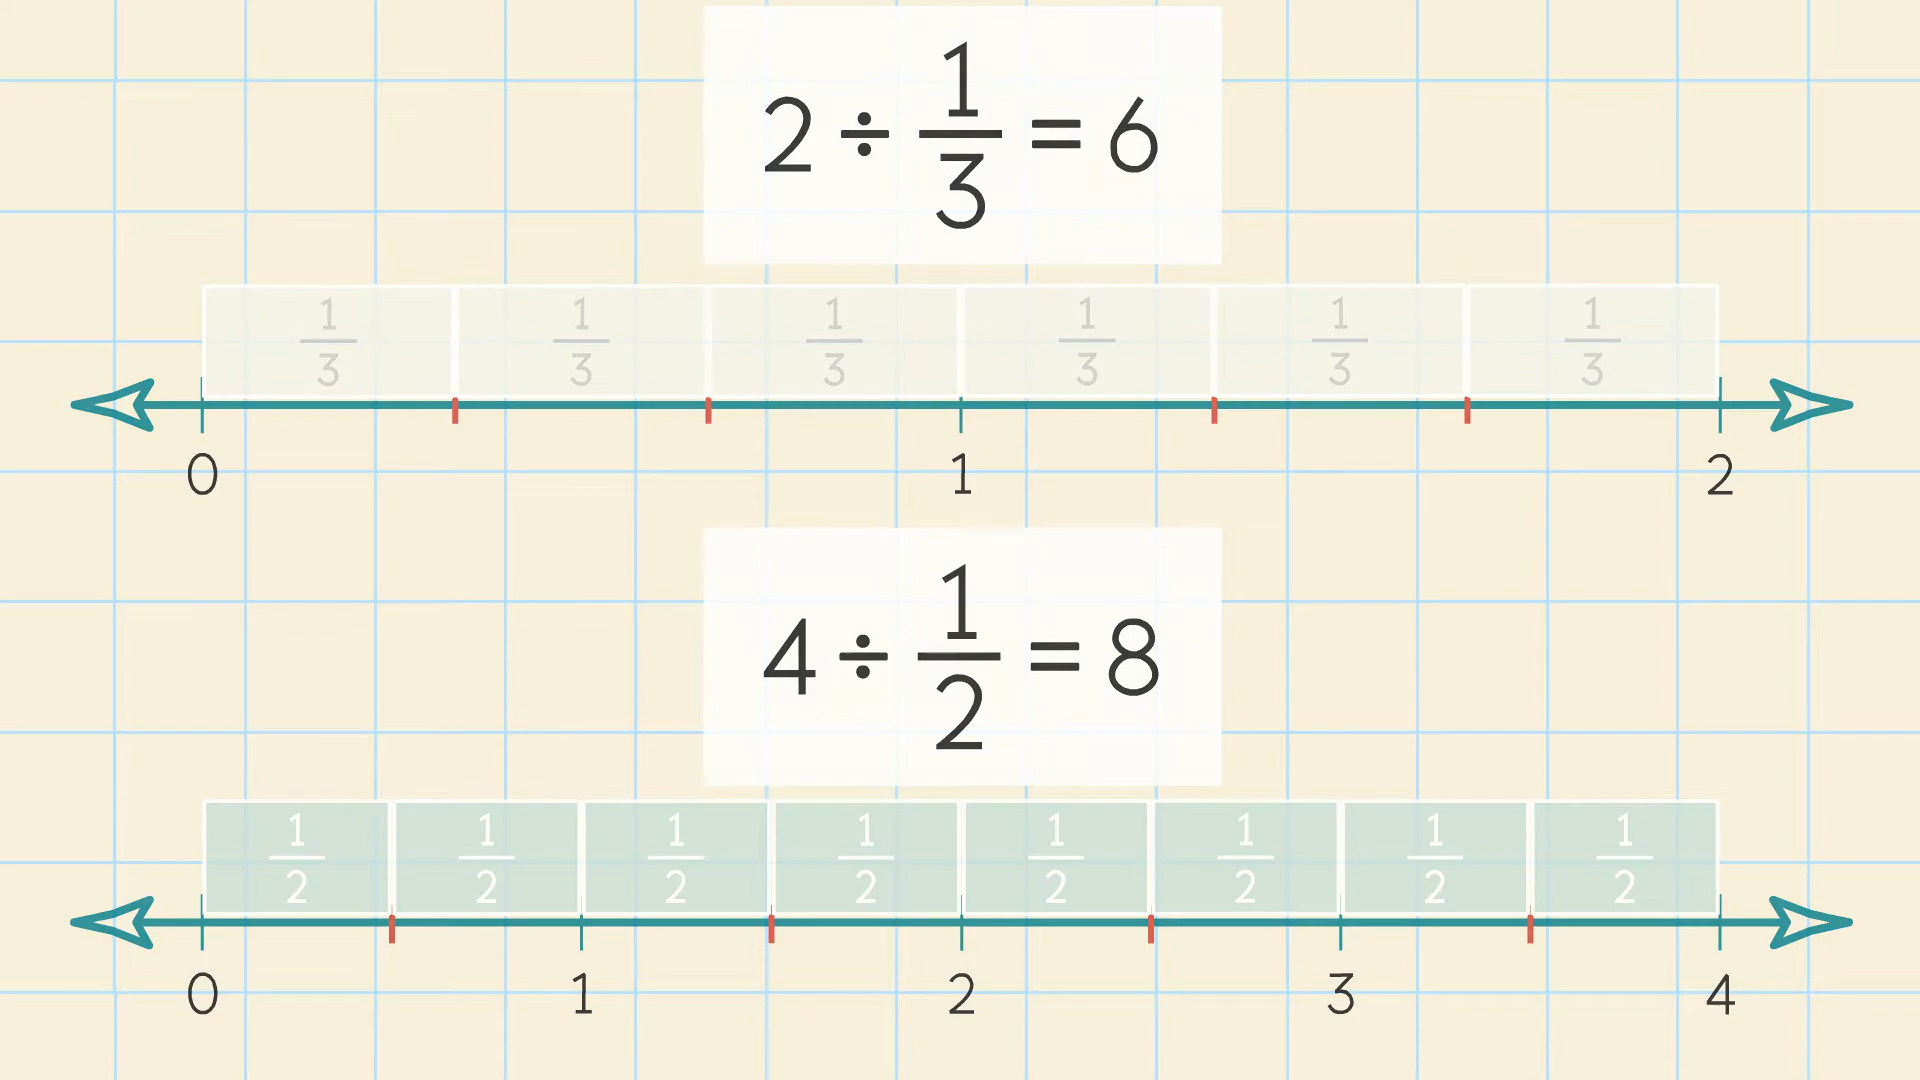 2 ÷ 1/3 = 6
1/3 1/3 1/3 1/3 1/3 1/3
0 1 2
4 ÷ 1/2 = 8
1/2 1/2 1/2 1/2 1/2 1/2 1/2 1/2
0 1 2 3 4